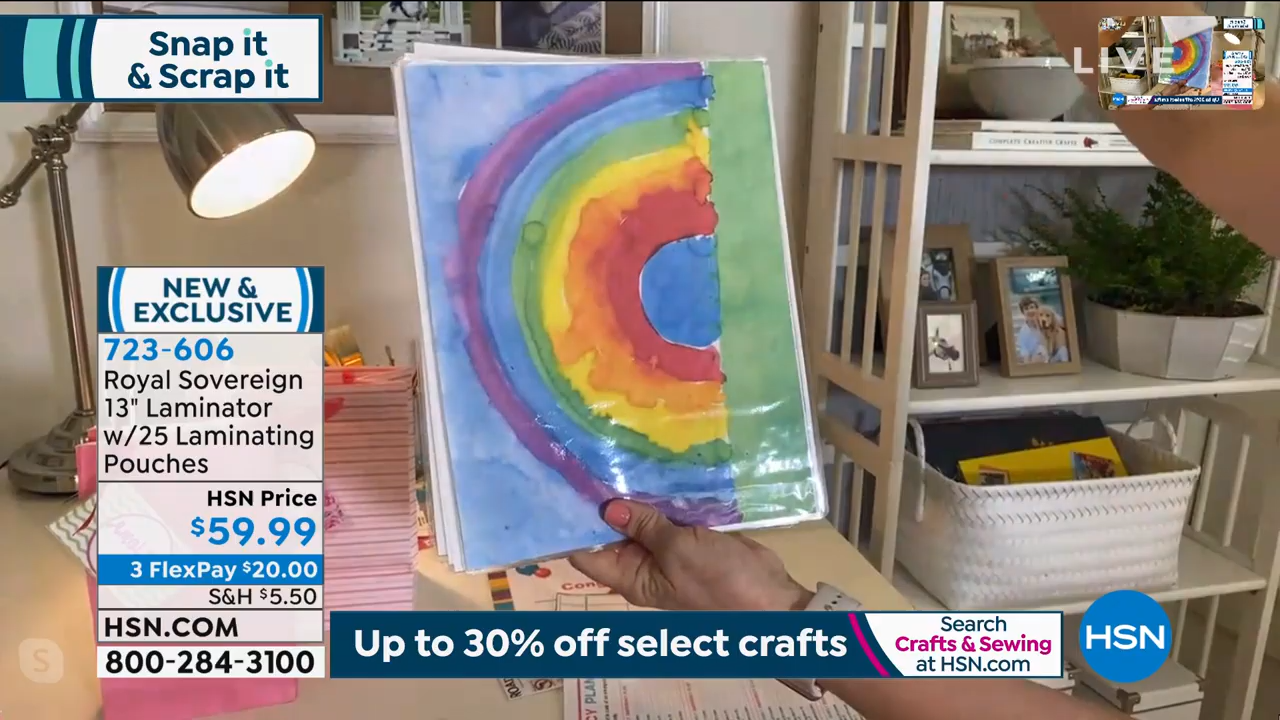 Snap it
& Scrap it
LIVE
COMPLETE CREATIVE CRAFTS
NEW &
EXCLUSIVE
723-606
Royal Sovereign
13" Laminator
w/25 Laminating
Pouches
HSN Price
$59.99
3 FlexPay $20.00
S&H $5.50
HSN.COM
800-284-3100
Up to 30% off select crafts
Search
Crafts & Sewing
at HSN.com
HSN
S